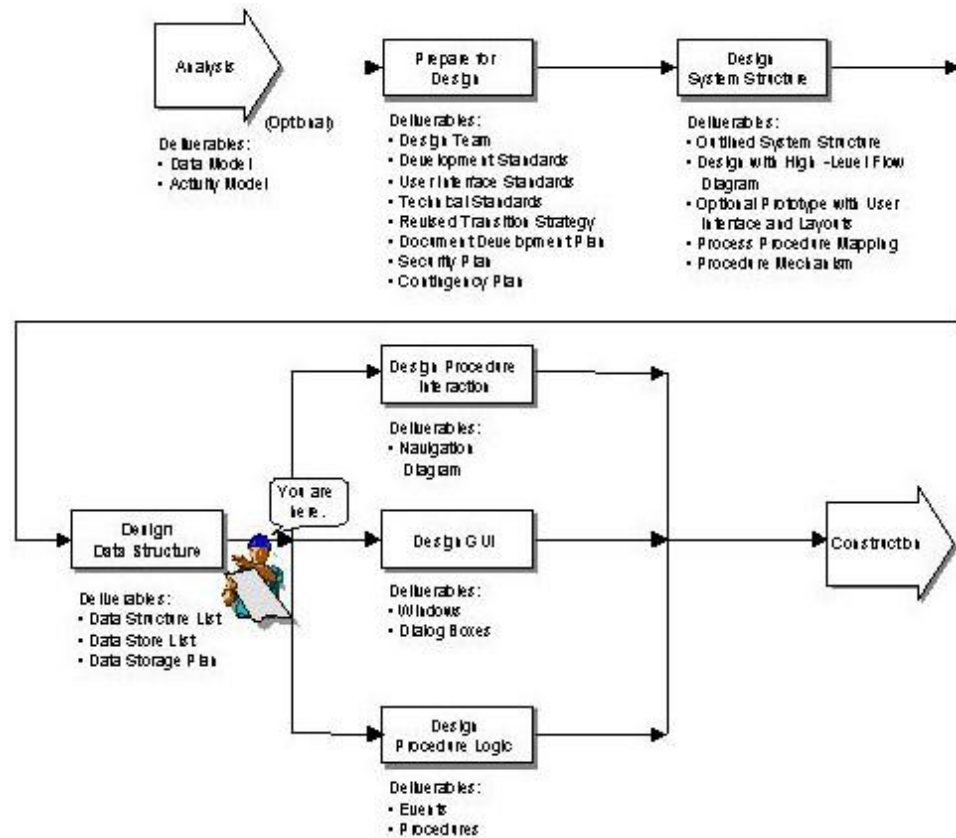 Analysis
(Optional)
Deliverables:
• Data Model
• Activity Model
Prepare for
Design
Deliverables:
• Design Team
• Development Standards
• User Interface Standards
• Technical Standards
• Revised Transition Strategy
• Document Development Plan
• Security Plan
• Contingency Plan
Design
System Structure
Deliverables:
• Outlined System Structure
• Design with High-Level Flow
Diagram
• Optional Prototype with User
Interface and Layouts
• Process Procedure Mapping
• Procedure Mechanism
Design
Data Structure
Deliverables:
• Data Structure List
• Data Store List
• Data Storage Plan
You are
here.
Design Procedure
Interaction
Deliverables:
• Navigation
Diagram
Design GUI
Deliverables:
• Windows
• Dialog Boxes
Design
Procedure Logic
Deliverables:
• Events
• Procedures
Construction